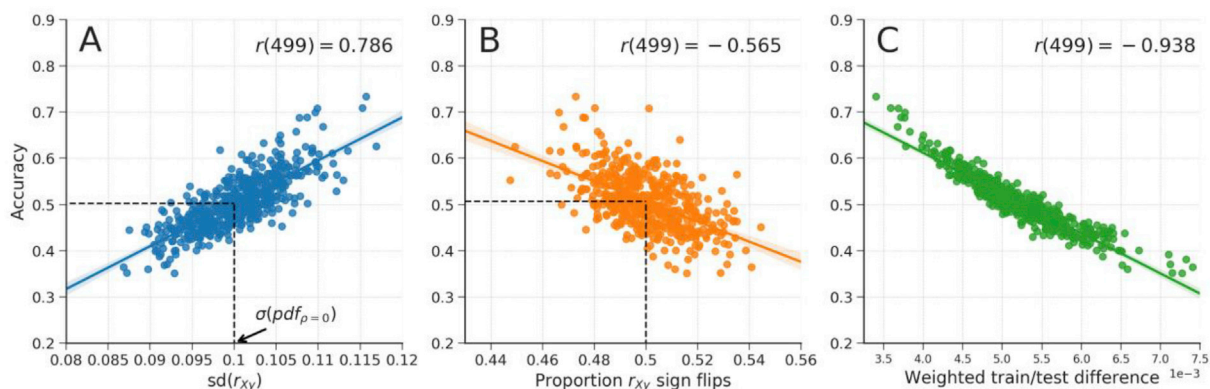 A
r(499) = 0.786
Accuracy
0.9
0.8
0.7
0.6
0.5
0.4
0.3
0.2
σ(pdfρ=0)
0.08 0.085 0.09 0.095 0.1 0.105 0.11 0.115 0.12
sd(rXy)
B
r(499) = −0.565
0.9
0.8
0.7
0.6
0.5
0.4
0.3
0.2
0.44 0.46 0.48 0.5 0.52 0.54 0.56
Proportion rXy sign flips
C
r(499) = −0.938
0.9
0.8
0.7
0.6
0.5
0.4
0.3
0.2
3.5 4.0 4.5 5.0 5.5 6.0 6.5 7.0 7.5
Weighted train/test difference 1e−3